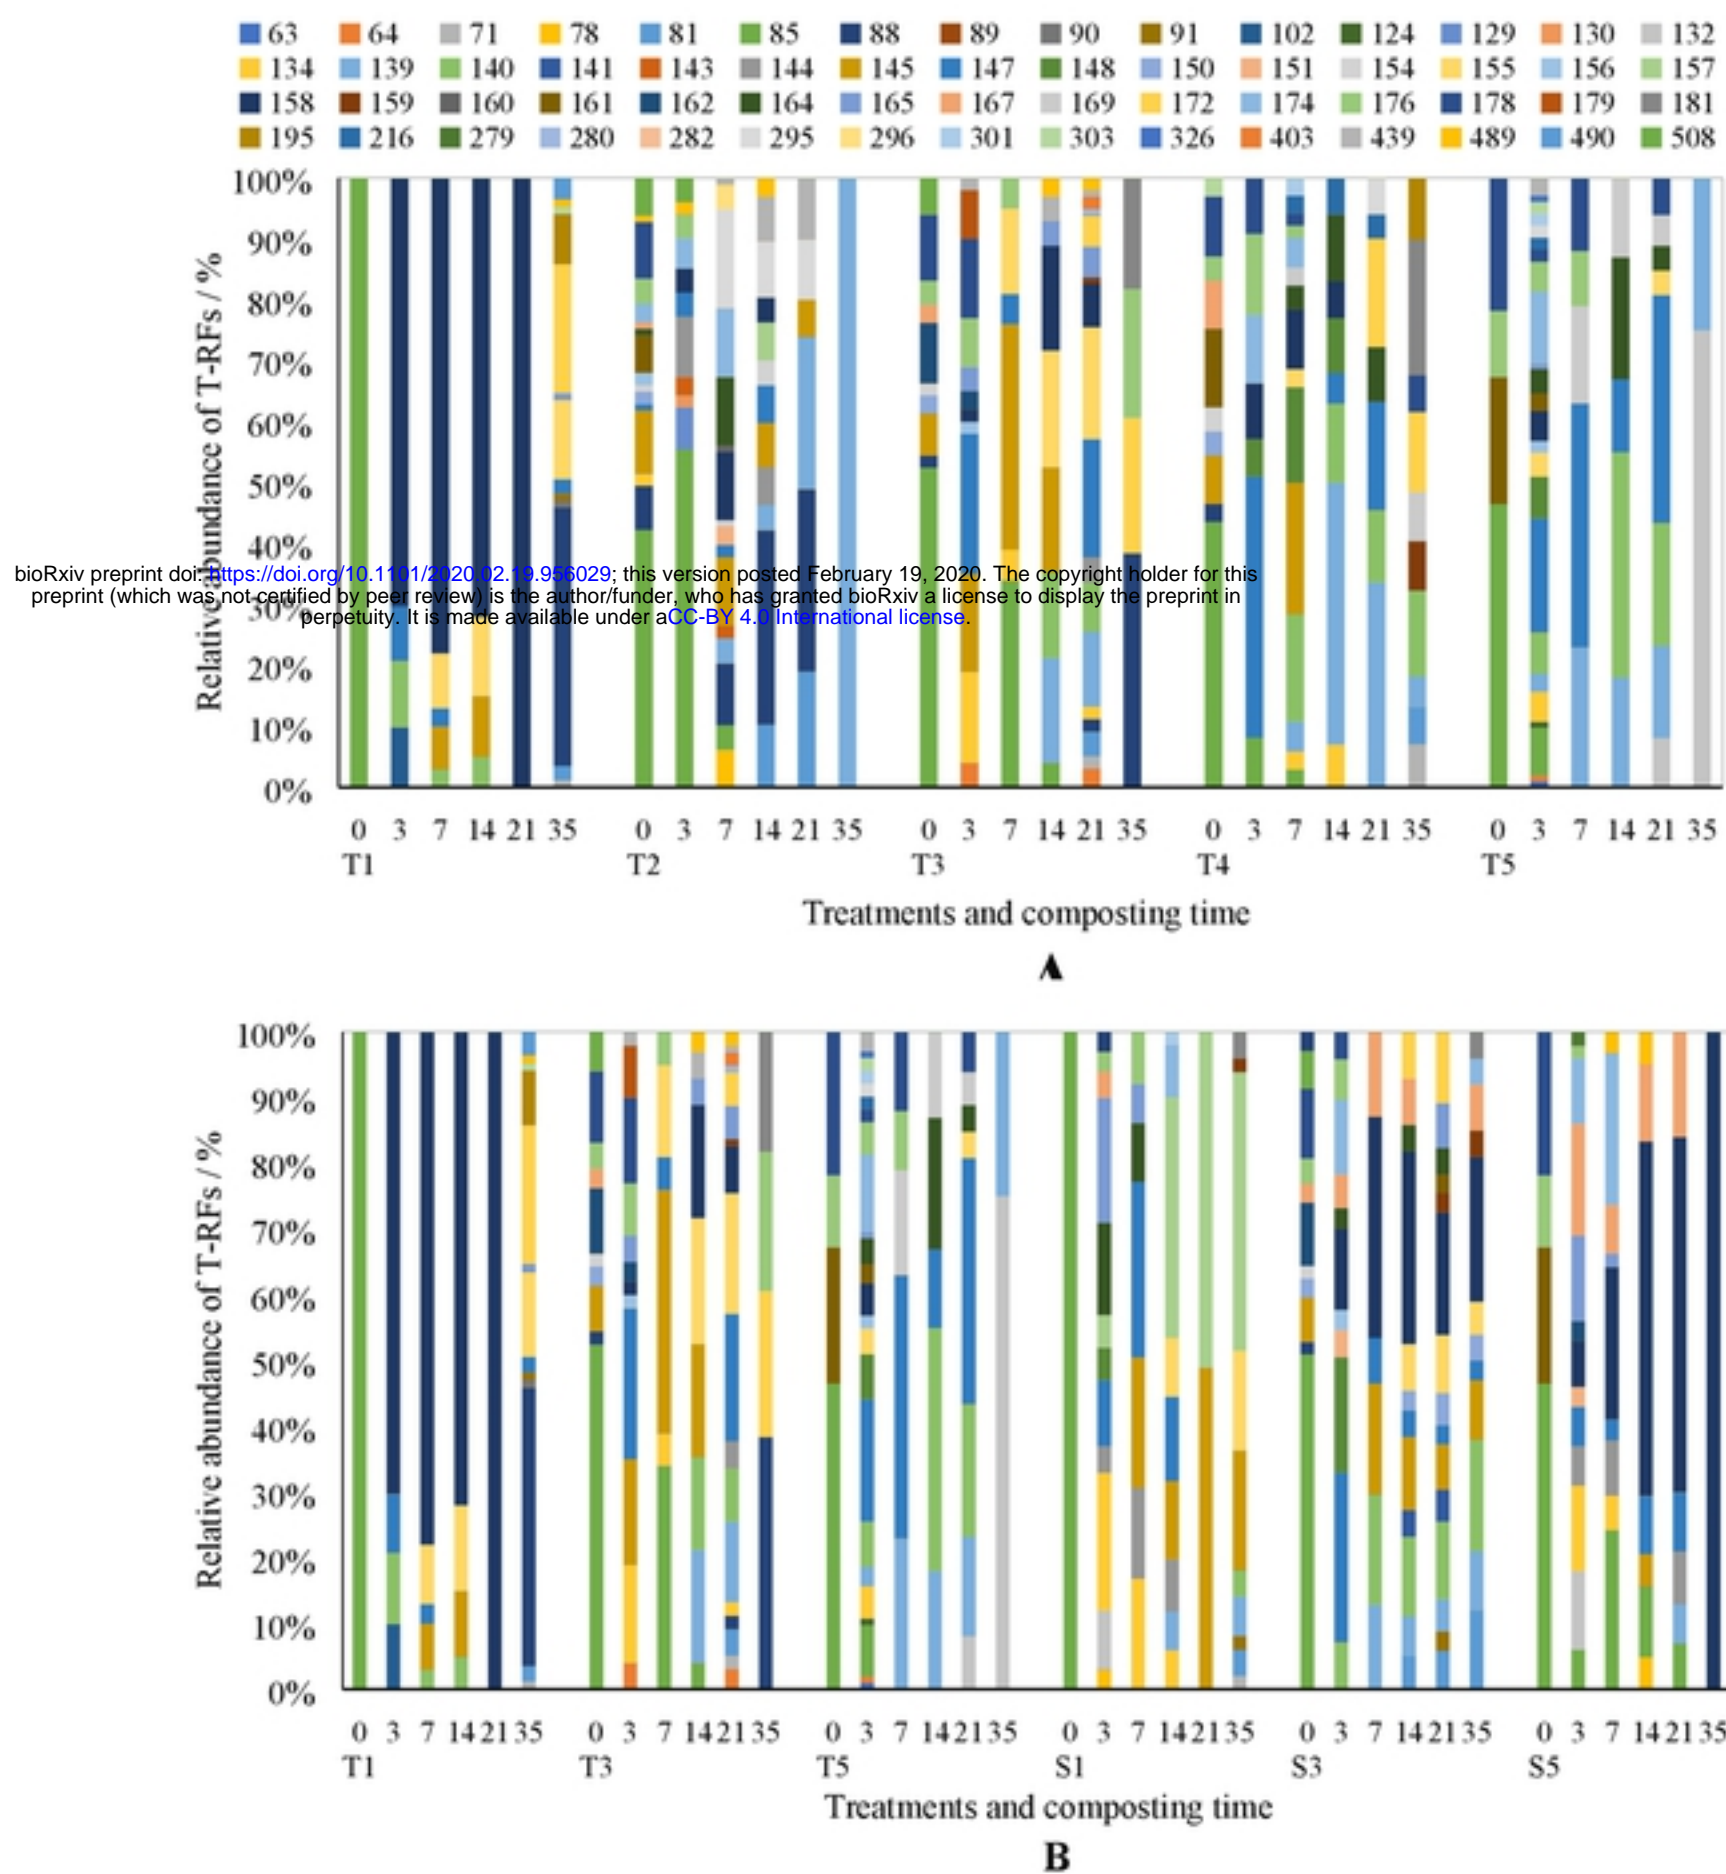 63 64 71 78 81 85 88 89 90 91 102 124 129 130 132
134 139 140 141 143 144 145 147 148 150 151 154 155 156 157
158 159 160 161 162 164 165 167 169 172 174 176 178 179 181
195 216 279 280 282 295 296 301 303 326 403 439 489 490 508
Relative abundance of T-RFs / %
100%
90%
80%
70%
60%
50%
40%
30%
20%
10%
0%
bioRxiv preprint doi: https://doi.org/10.1101/2020.02.19.956029; this version posted February 19, 2020. The copyright holder for this
preprint (which was not certified by peer review) is the author/funder, who has granted bioRxiv a license to display the preprint in
perpetuity. It is made available under aCC-BY 4.0 International license.
0 3 7 14 21 35 0 3 7 14 21 35 0 3 7 14 21 35 0 3 7 14 21 35 0 3 7 14 21 35
T1 T2 T3 T4 T5
Treatments and composting time
A
Relative abundance of T-RFs / %
100%
90%
80%
70%
60%
50%
40%
30%
20%
10%
0%
0 3 7 14 21 35 0 3 7 14 21 35 0 3 7 14 21 35 0 3 7 14 21 35 0 3 7 14 21 35 0 3 7 14 21 35
T1 T3 T5 S1 S3 S5
Treatments and composting time
B